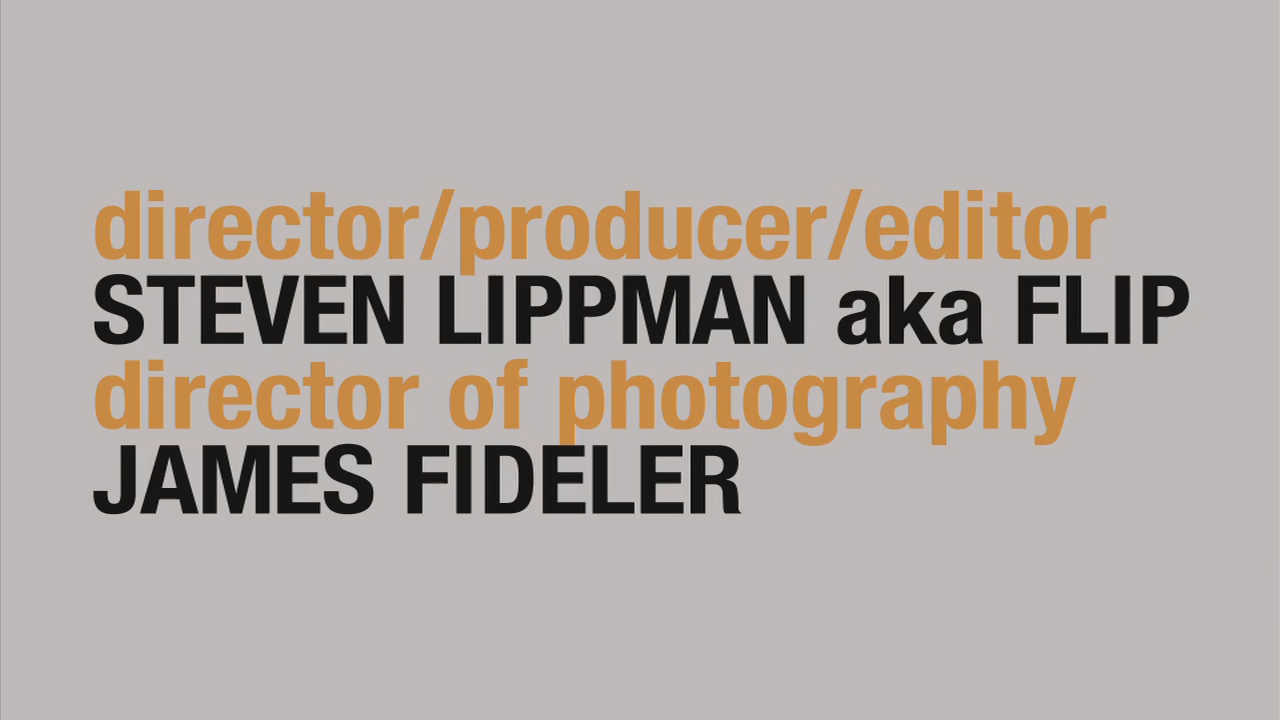 director/producer/editor
STEVEN LIPPMAN aka FLIP
director of photography
JAMES FIDELER